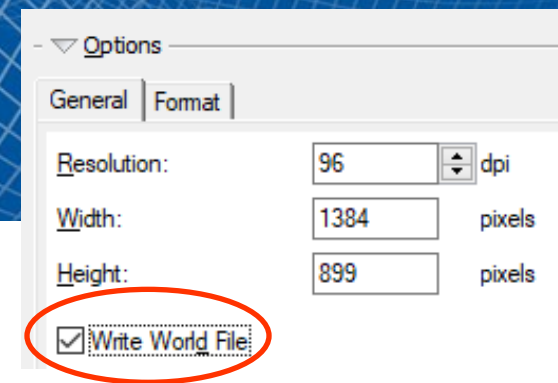 Options
General Format
Resolution: 96 dpi
Width: 1384 pixels
Height: 899 pixels
Write World File